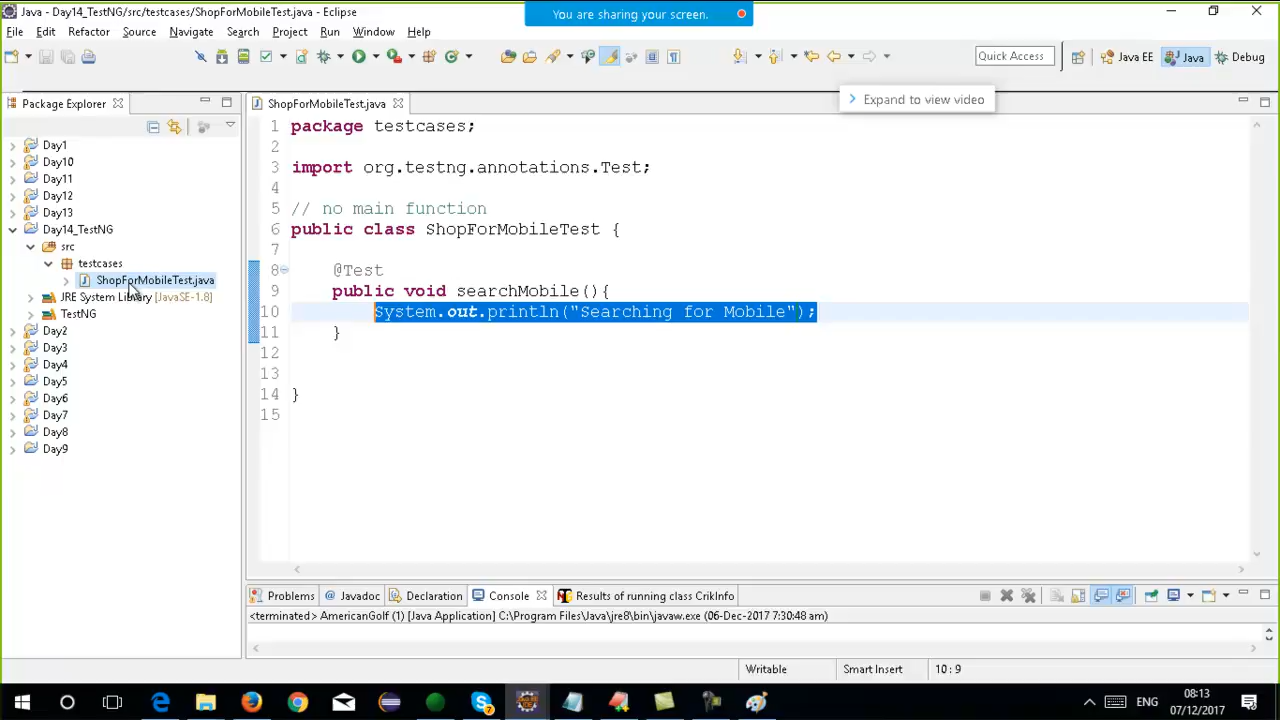 Java - Day14_TestNG/src/testcases/ShopForMobileTest.java - Eclipse
You are sharing your screen.
File Edit Refactor Source Navigate Search Project Run Window Help
Quick Access
Java EE
Java
Debug
Expand to view video
Package Explorer
Day1
Day10
Day11
Day12
Day13
Day14_TestNG
src
testcases
ShopForMobileTest.java
JRE System Library [JavaSE-1.8]
TestNG
Day2
Day3
Day4
Day5
Day6
Day7
Day8
Day9
ShopForMobileTest.java
1 package testcases;
2
3 import org.testng.annotations.Test;
4
5 // no main function
6 public class ShopForMobileTest {
7
8 @Test
9 public void searchMobile(){
10 System.out.println("Searching for Mobile");
11 }
12
13
14 }
15
Problems @ Javadoc Declaration Console Results of running class CrikInfo
<terminated> AmericanGolf (1) [Java Application] C:\Program Files\Java\jre8\bin\javaw.exe (06-Dec-2017 7:30:48 am)
Writable Smart Insert 10 : 9
ENG
08:13
07/12/2017